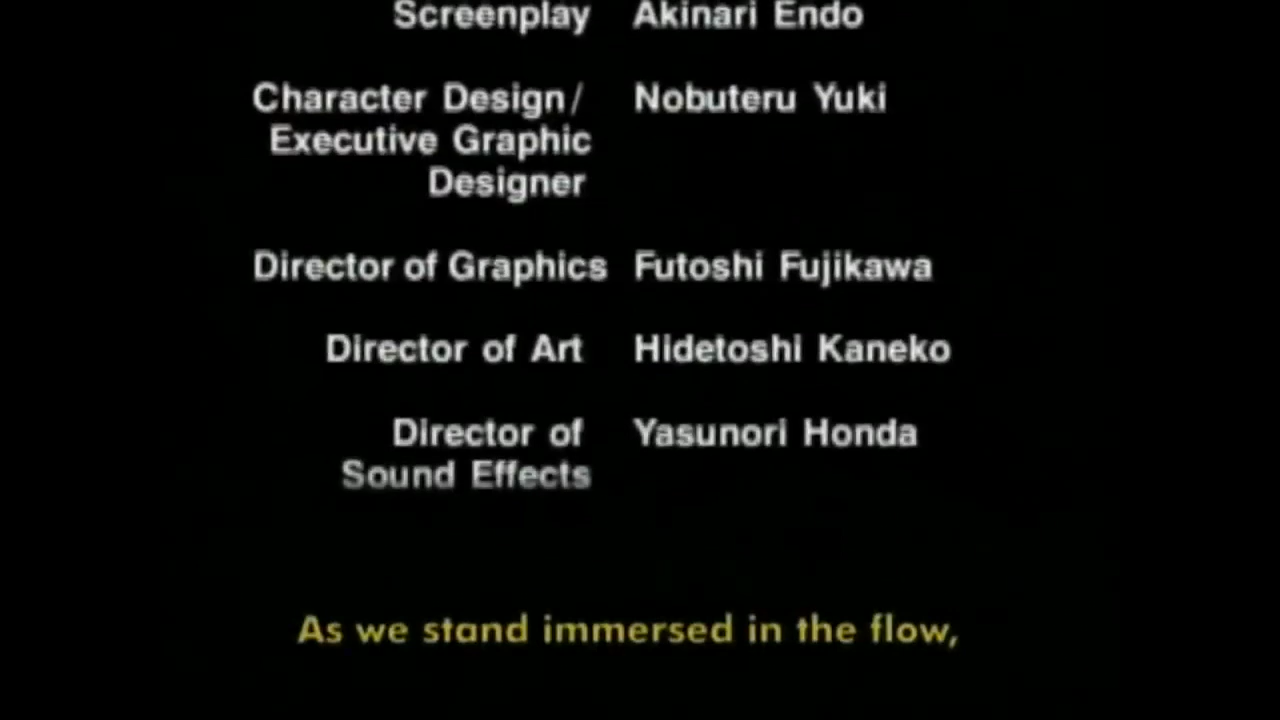 Screenplay Akinari Endo
Character Design/ Nobuteru Yuki
Executive Graphic
Designer
Director of Graphics Futoshi Fujikawa
Director of Art Hidetoshi Kaneko
Director of Yasunori Honda
Sound Effects
As we stand immersed in the flow,